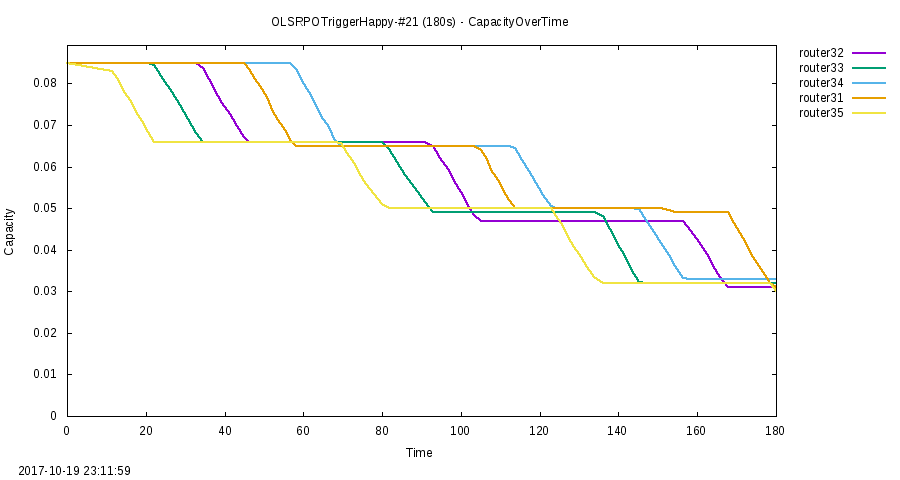 OLSRPOTriggerHappy-#21 (180s) - CapacityOverTime
router32
router33
router34
router31
router35
Capacity
0.08
0.07
0.06
0.05
0.04
0.03
0.02
0.01
0
0 20 40 60 80 100 120 140 160 180
Time
2017-10-19 23:11:59